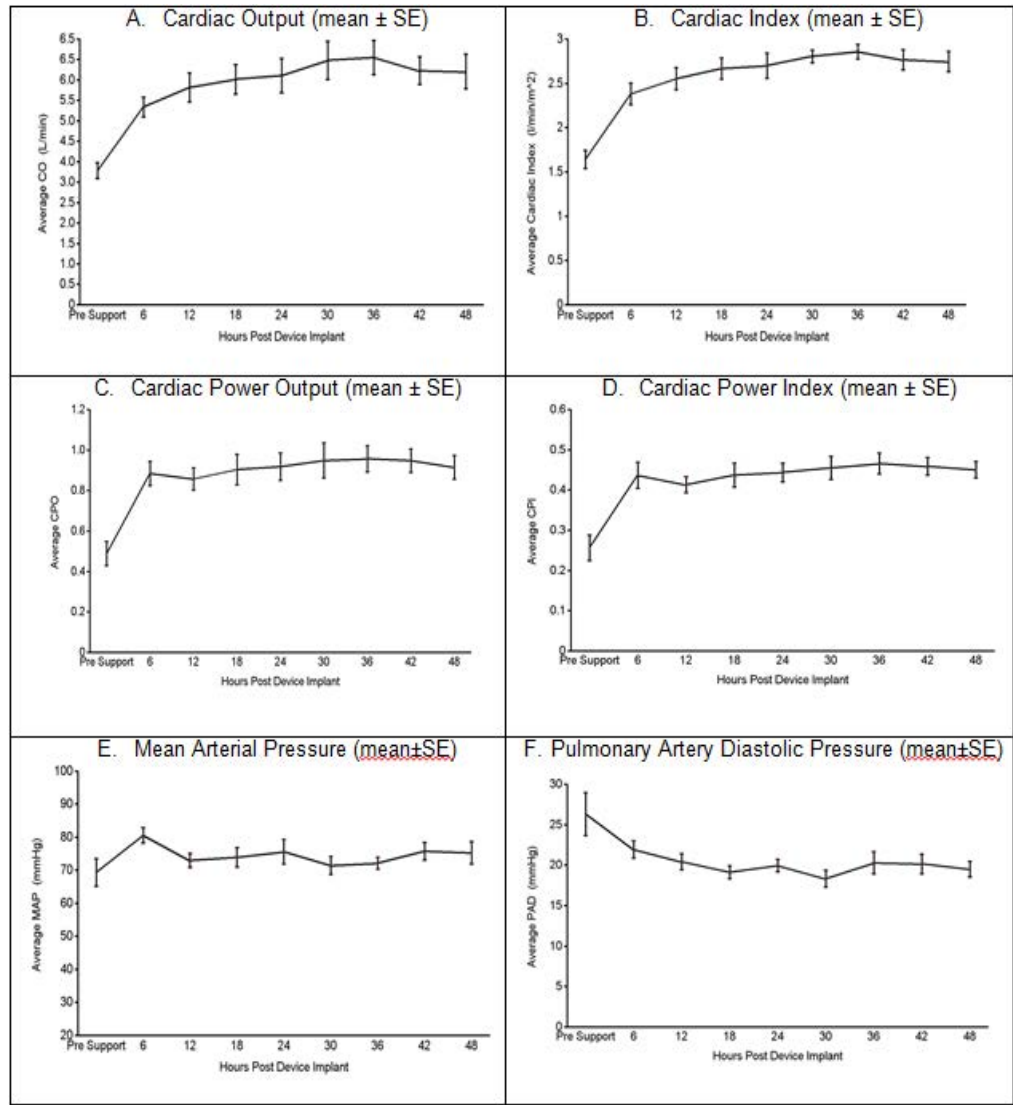 A. Cardiac Output (mean ± SE)
6.5
6.5
6.0
5.5
5.0
4.5
4.0
3.0
2.5
2.0
1.5
1.0
0.5
0
Average CO (L/min)
Pre Support 6 12 18 24 30 36 42 48
Hours Post Device Implant
B. Cardiac Index (mean ± SE)
3
2.5
2
1.5
1
0.5
0
Average Cardiac Index (l/min/m^2)
Pre Support 6 12 18 24 30 36 42 48
Hours Post Device Implant
C. Cardiac Power Output (mean ± SE)
1.2
1.0
0.8
0.6
0.4
0.2
0
Average CPO
Pre Support 6 12 18 24 30 36 42 48
Hours Post Device Implant
D. Cardiac Power Index (mean ± SE)
0.6
0.5
0.4
0.3
0.2
0.1
0
Average CPI
Pre Support 6 12 18 24 30 36 42 48
Hours Post Device Implant
E. Mean Arterial Pressure (mean±SE)
100
90
80
70
60
50
40
30
20
Average MAP (mmHg)
Pre Support 6 12 18 24 30 36 42 48
Hours Post Device Implant
F. Pulmonary Artery Diastolic Pressure (mean±SE)
30
25
20
15
10
5
0
Average PAD (mmHg)
Pre Support 6 12 18 24 30 36 42 48
Hours Post Device Implant